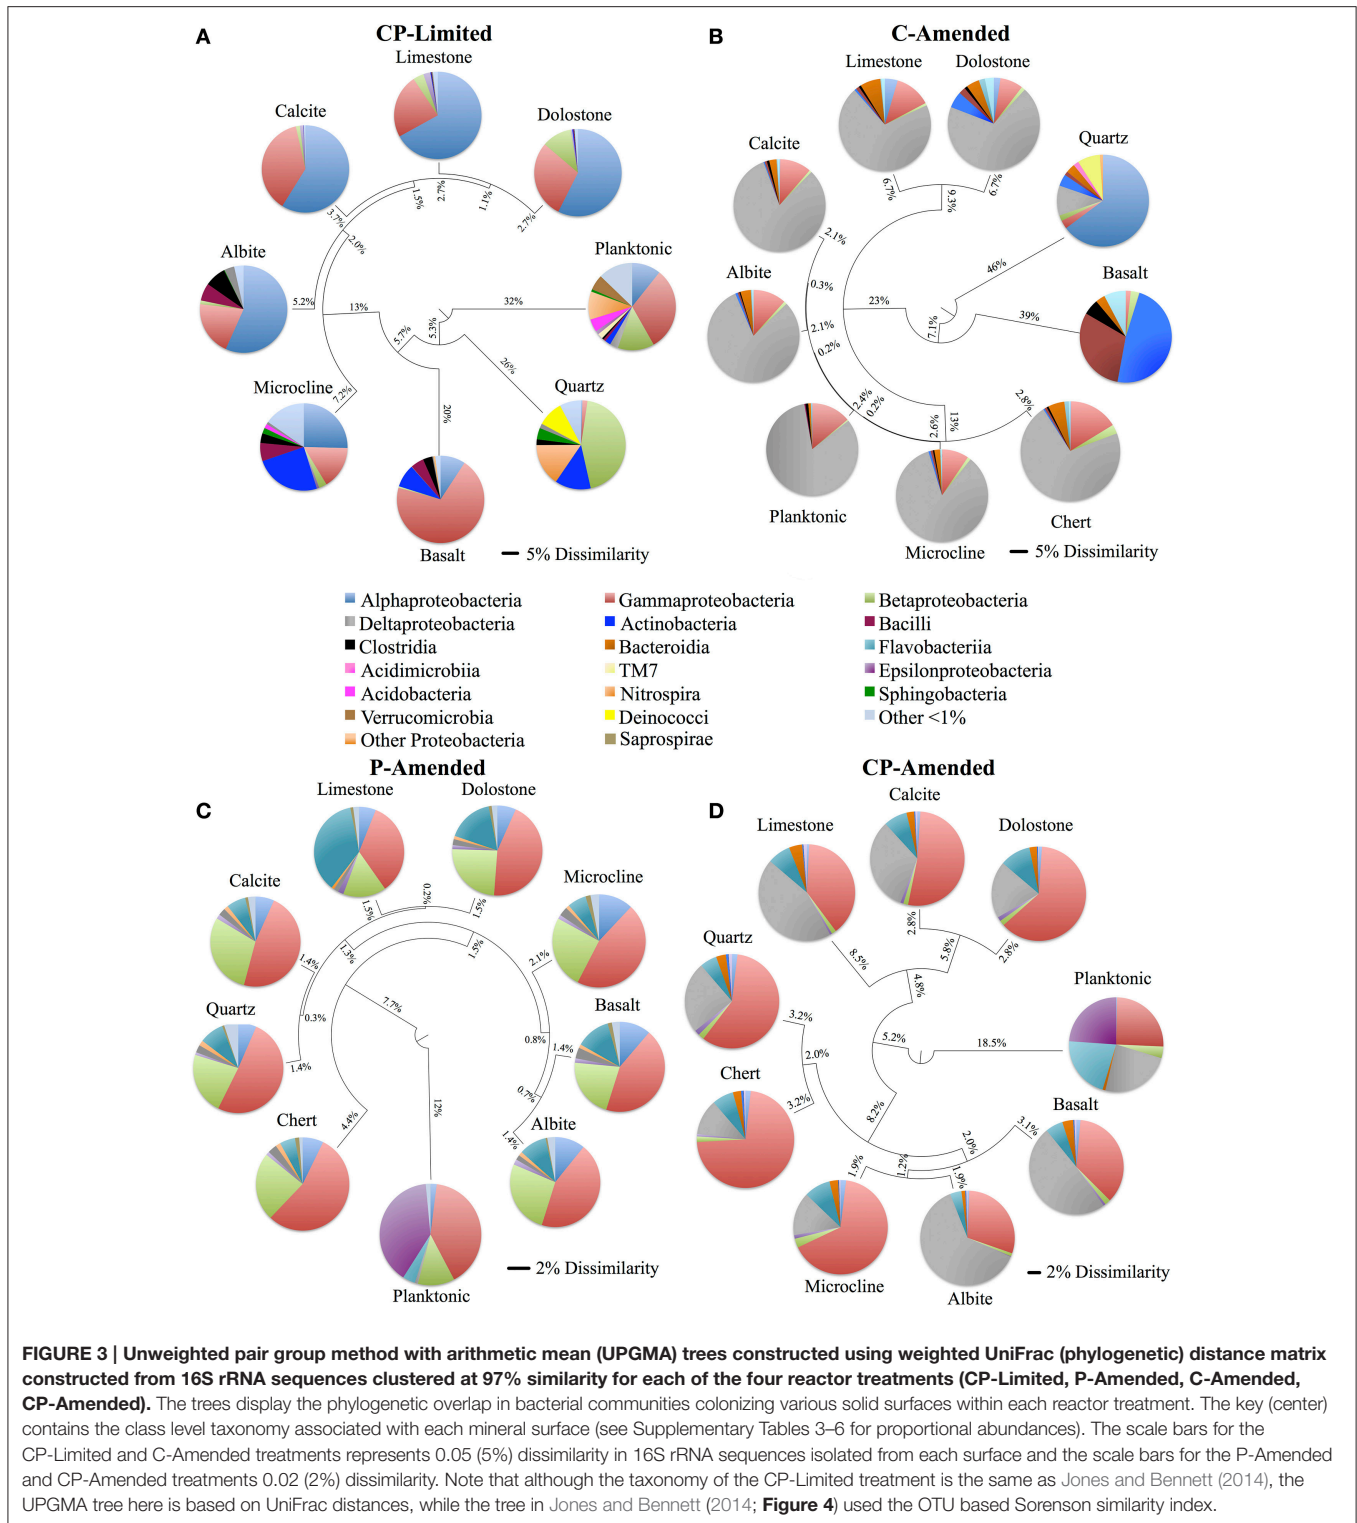 A
CP-Limited
Limestone
Calcite
Dolostone
Albite
Planktonic
Microcline
Quartz
Basalt
5% Dissimilarity
3.7%
1.5%
2.7%
1.1%
2.7%
2.0%
5.2%
13%
7.2%
5.7%
5.3%
32%
26%
20%
B
C-Amended
Limestone
Dolostone
Calcite
Quartz
Albite
Basalt
Planktonic
Microcline
Chert
5% Dissimilarity
6.7%
9.3%
6.7%
2.1%
0.3%
2.1%
0.2%
23%
46%
39%
7.1%
2.4%
0.2%
2.6%
13%
2.8%
Alphaproteobacteria
Gammaproteobacteria
Betaproteobacteria
Deltaproteobacteria
Actinobacteria
Bacilli
Clostridia
Bacteroidia
Flavobacteriia
Acidimicrobiia
TM7
Epsilonproteobacteria
Acidobacteria
Nitrospira
Sphingobacteria
Verrucomicrobia
Deinococci
Other <1%
Other Proteobacteria
Saprospirae
P-Amended
C
Limestone
Dolostone
Calcite
Microcline
Quartz
Basalt
Chert
Albite
Planktonic
2% Dissimilarity
1.5%
0.2%
1.5%
1.4%
1.3%
1.5%
2.1%
0.3%
7.7%
0.8%
1.4%
1.4%
0.7%
4.4%
12%
1.4%
CP-Amended
D
Calcite
Limestone
Dolostone
Quartz
Planktonic
Chert
Basalt
Microcline
Albite
2% Dissimilarity
2.8%
5.8%
2.8%
8.5%
4.8%
3.2%
2.0%
5.2%
18.5%
3.2%
8.2%
2.0%
3.1%
1.9%
1.2%
1.9%
FIGURE 3 | Unweighted pair group method with arithmetic mean (UPGMA) trees constructed using weighted UniFrac (phylogenetic) distance matrix
constructed from 16S rRNA sequences clustered at 97% similarity for each of the four reactor treatments (CP-Limited, P-Amended, C-Amended,
CP-Amended). The trees display the phylogenetic overlap in bacterial communities colonizing various solid surfaces within each reactor treatment. The key (center)
contains the class level taxonomy associated with each mineral surface (see Supplementary Tables 3–6 for proportional abundances). The scale bars for the
CP-Limited and C-Amended treatments represents 0.05 (5%) dissimilarity in 16S rRNA sequences isolated from each surface and the scale bars for the P-Amended
and CP-Amended treatments 0.02 (2%) dissimilarity. Note that although the taxonomy of the CP-Limited treatment is the same as Jones and Bennett (2014), the
UPGMA tree here is based on UniFrac distances, while the tree in Jones and Bennett (2014; Figure 4) used the OTU based Sorenson similarity index.